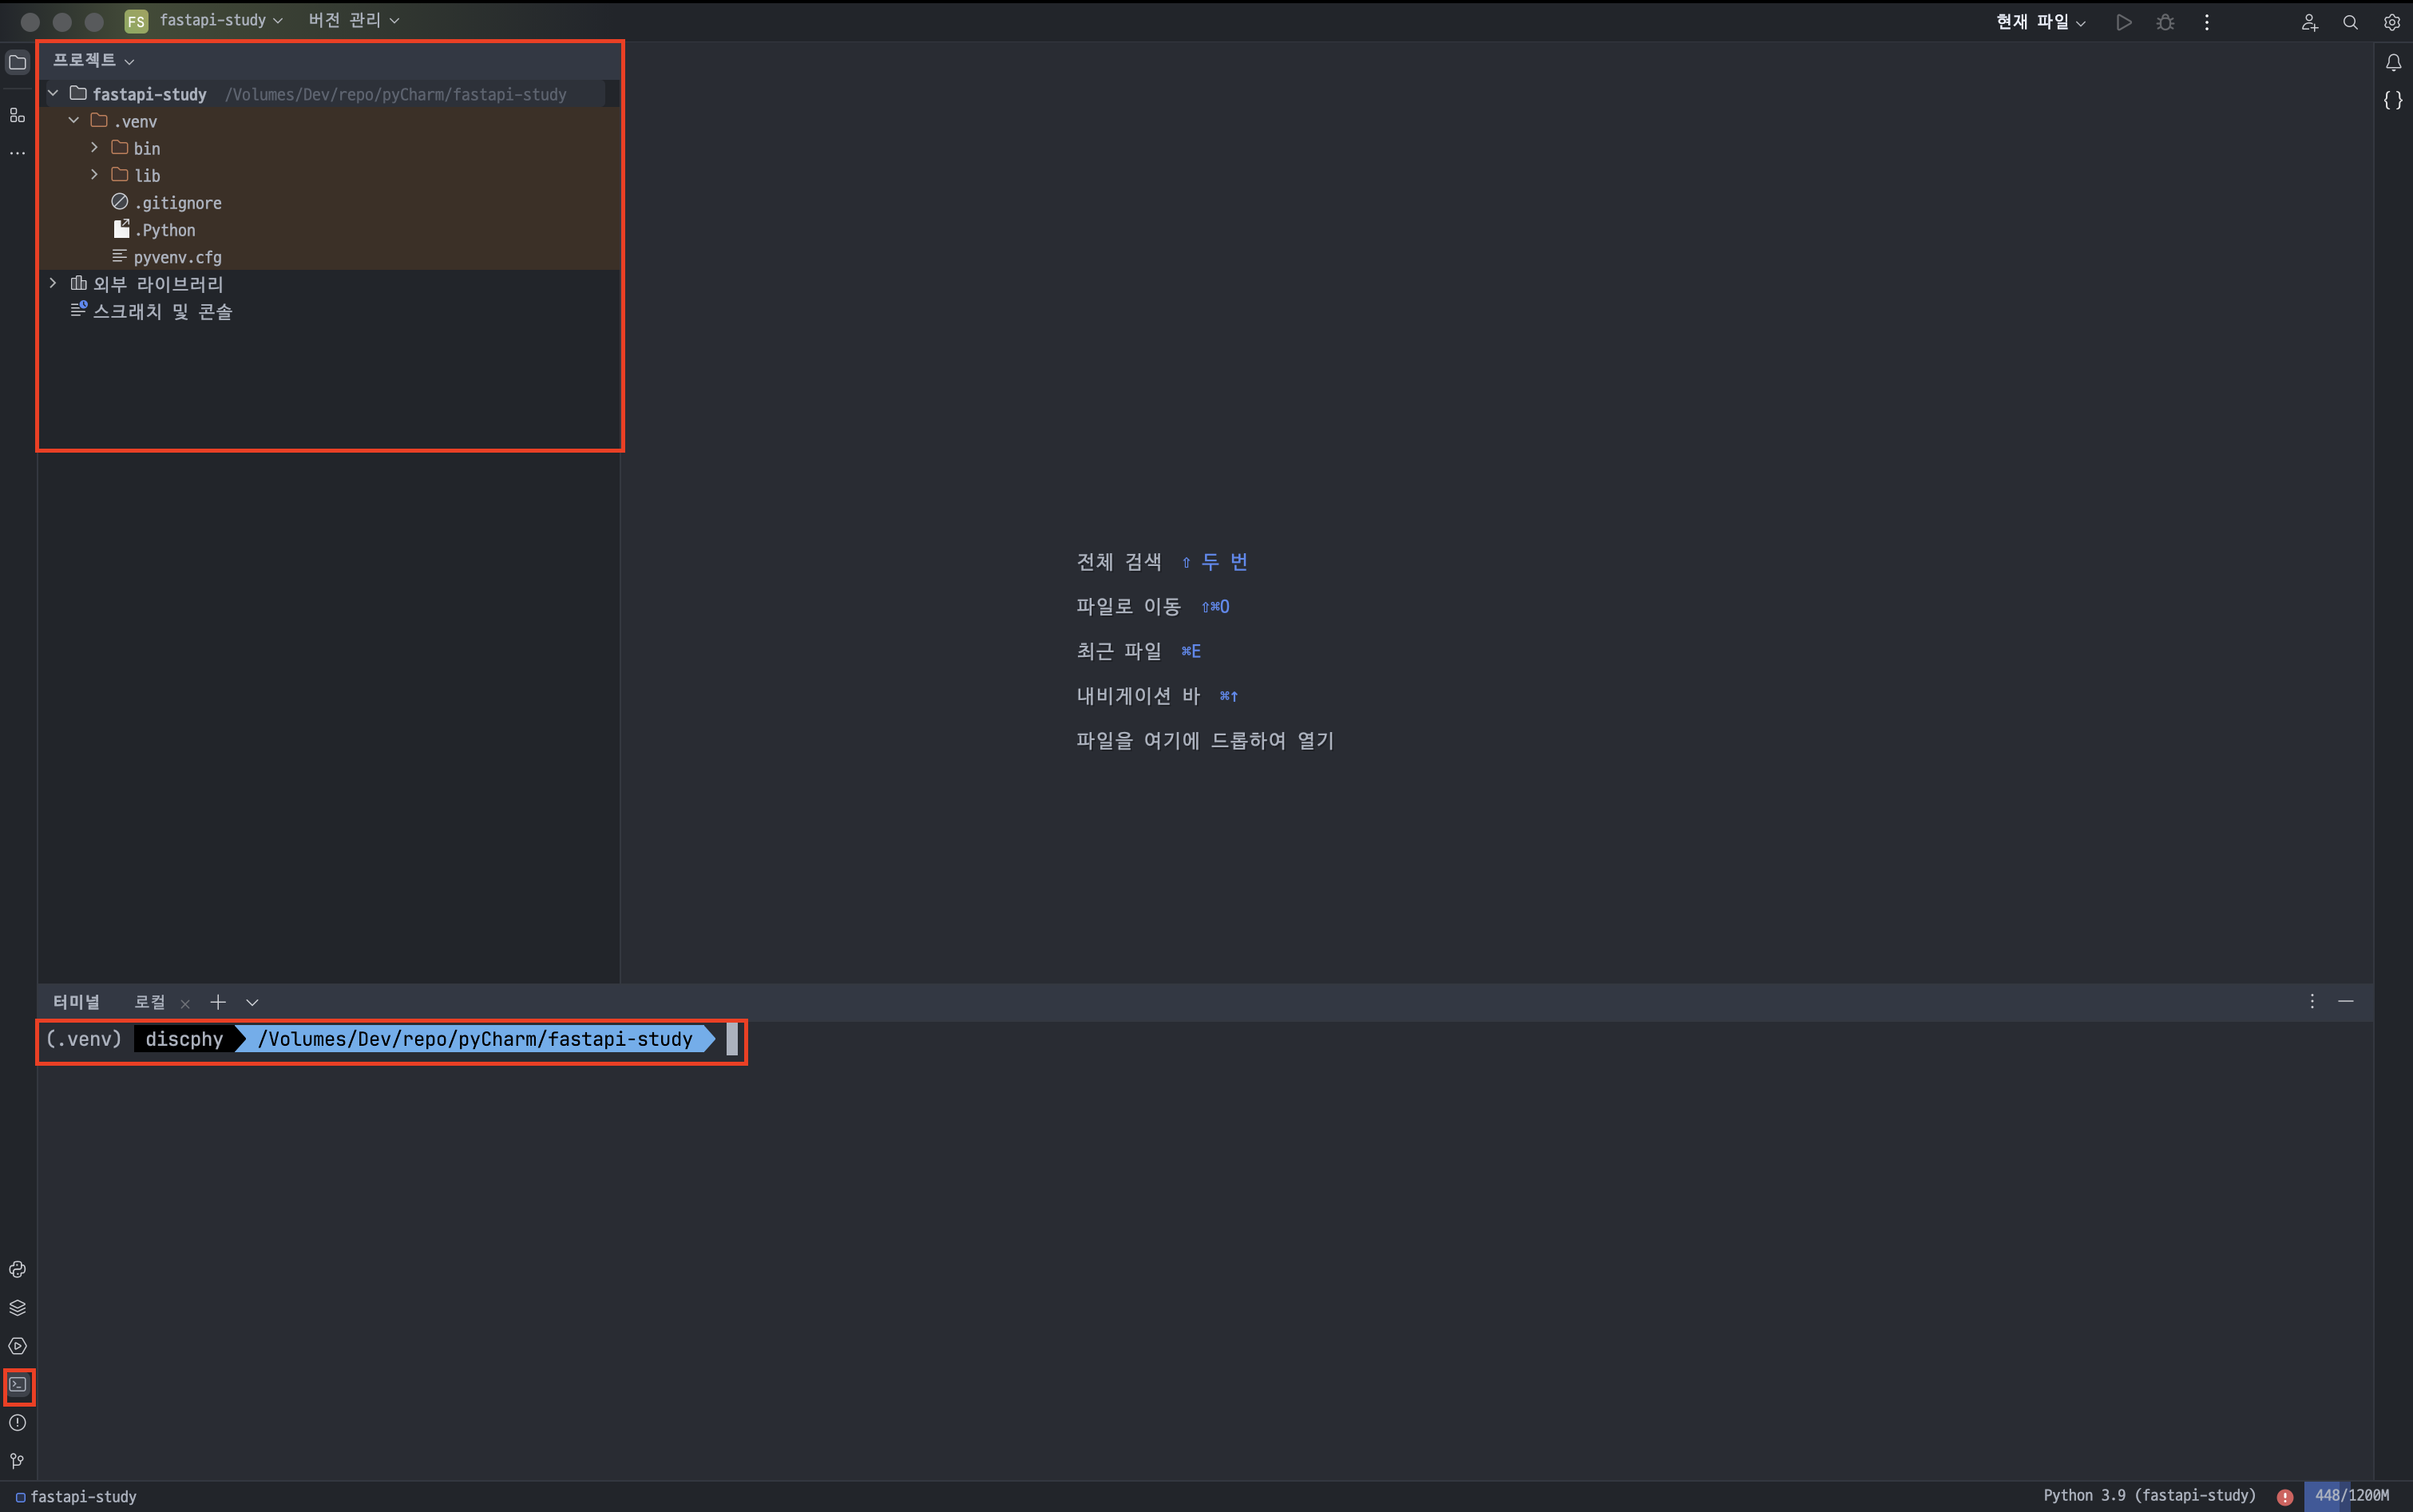 FS fastapi-study 버전 관리 현재 파일
프로젝트
fastapi-study /Volumes/Dev/repo/pyCharm/fastapi-study
.venv
bin
lib
.gitignore
.Python
pyvenv.cfg
외부 라이브러리
스크래치 및 콘솔
전체 검색 ⇧ 두 번
파일로 이동 ⇧⌘O
최근 파일 ⌘E
내비게이션 바 ⌘↑
파일을 여기에 드롭하여 열기
터미널 로컬
(.venv) discphy /Volumes/Dev/repo/pyCharm/fastapi-study
fastapi-study Python 3.9 (fastapi-study) 448/1200M